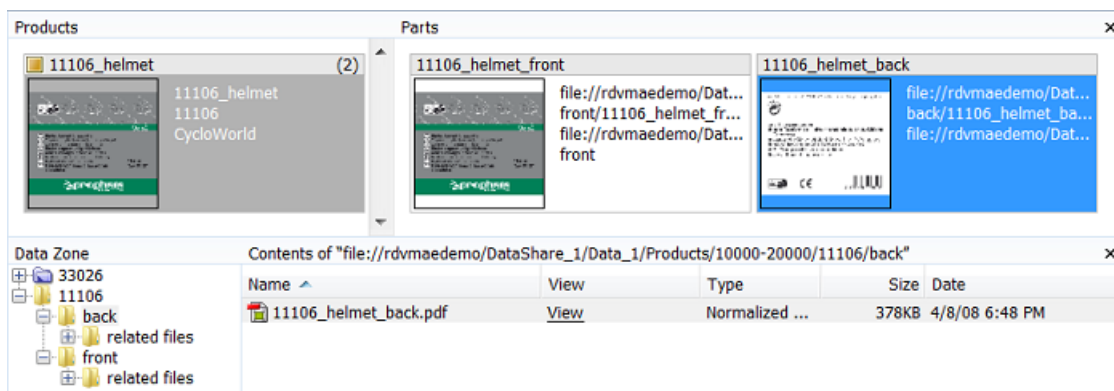 Products
Parts
11106_helmet (2)
11106_helmet
11106
CycloWorld
11106_helmet_front
file://rdvmaedemo/Dat...
front/11106_helmet_fr...
file://rdvmaedemo/Dat...
front
11106_helmet_back
file://rdvmaedemo/Dat...
back/11106_helmet_ba...
file://rdvmaedemo/Dat...
Data Zone
33026
11106
back
related files
front
related files
Contents of "file://rdvmaedemo/DataShare_1/Data_1/Products/10000-20000/11106/back"
Name View Type Size Date
11106_helmet_back.pdf View Normalized ... 378KB 4/8/08 6:48 PM